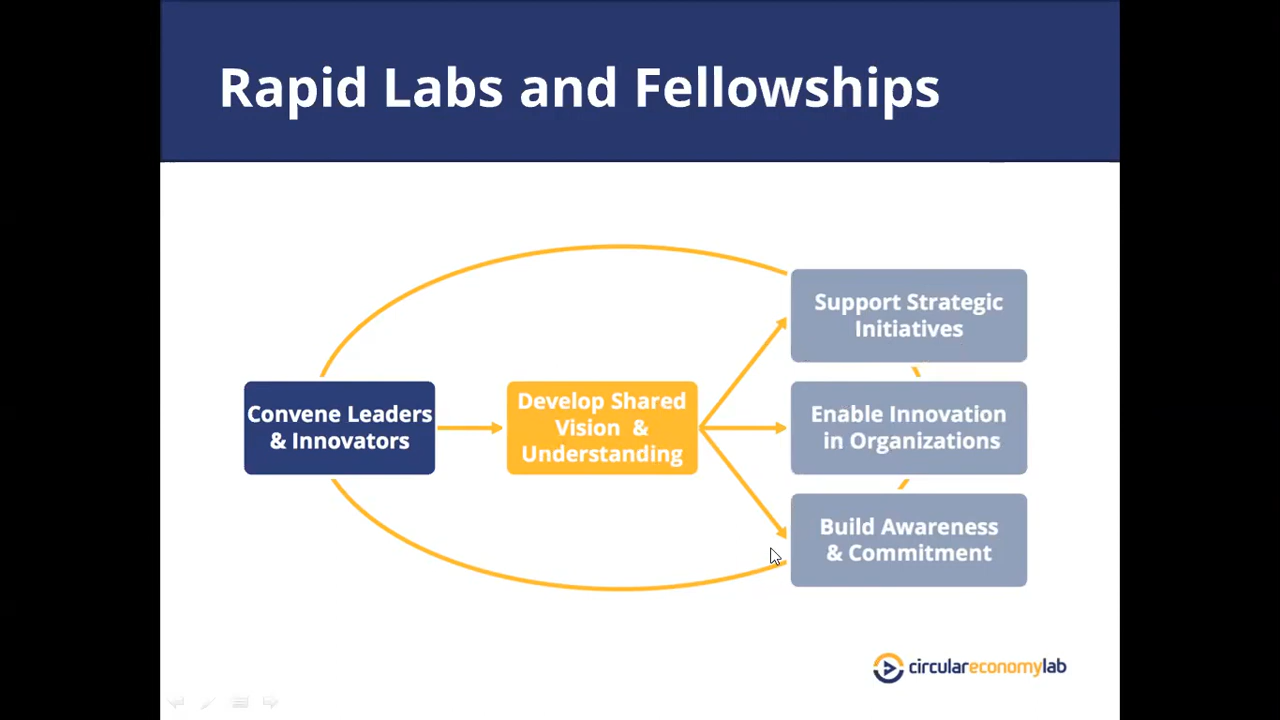 Rapid Labs and Fellowships
Support Strategic
Initiatives
Convene Leaders
& Innovators
Develop Shared
Vision &
Understanding
Enable Innovation
in Organizations
Build Awareness
& Commitment
circulareconomylab